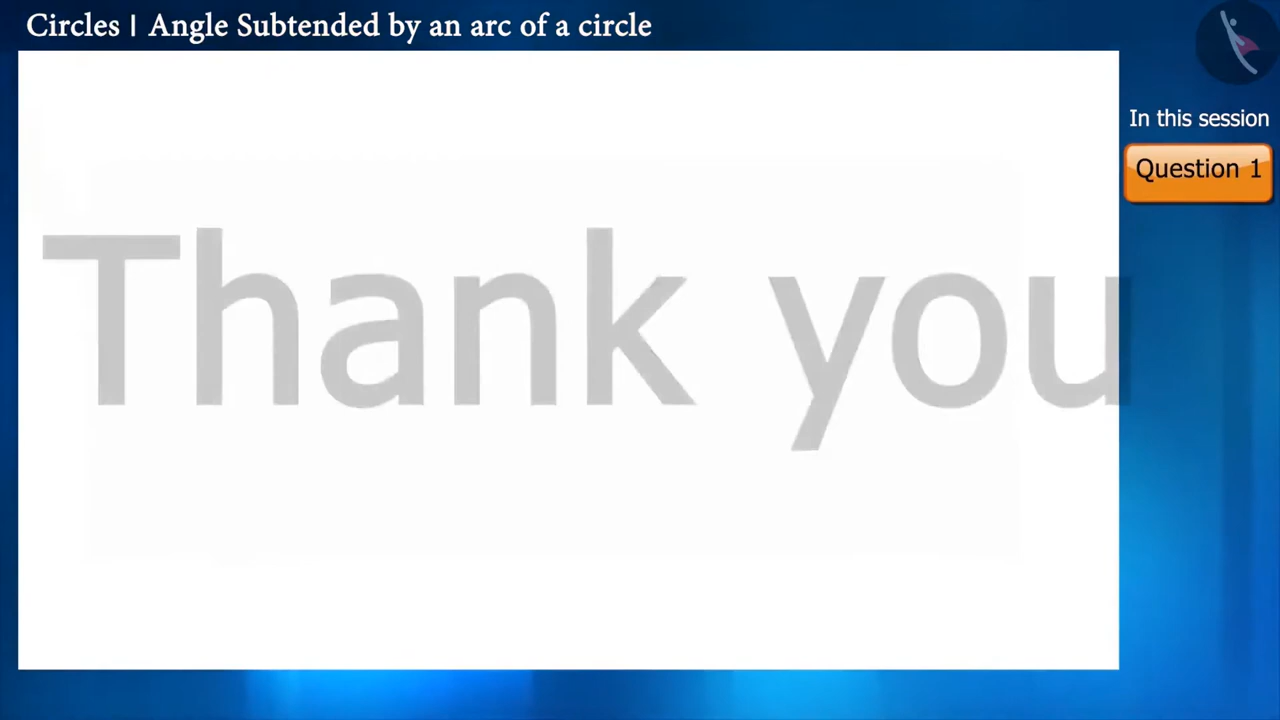 Circles | Angle Subtended by an arc of a circle
In this session
Question 1
Thank you